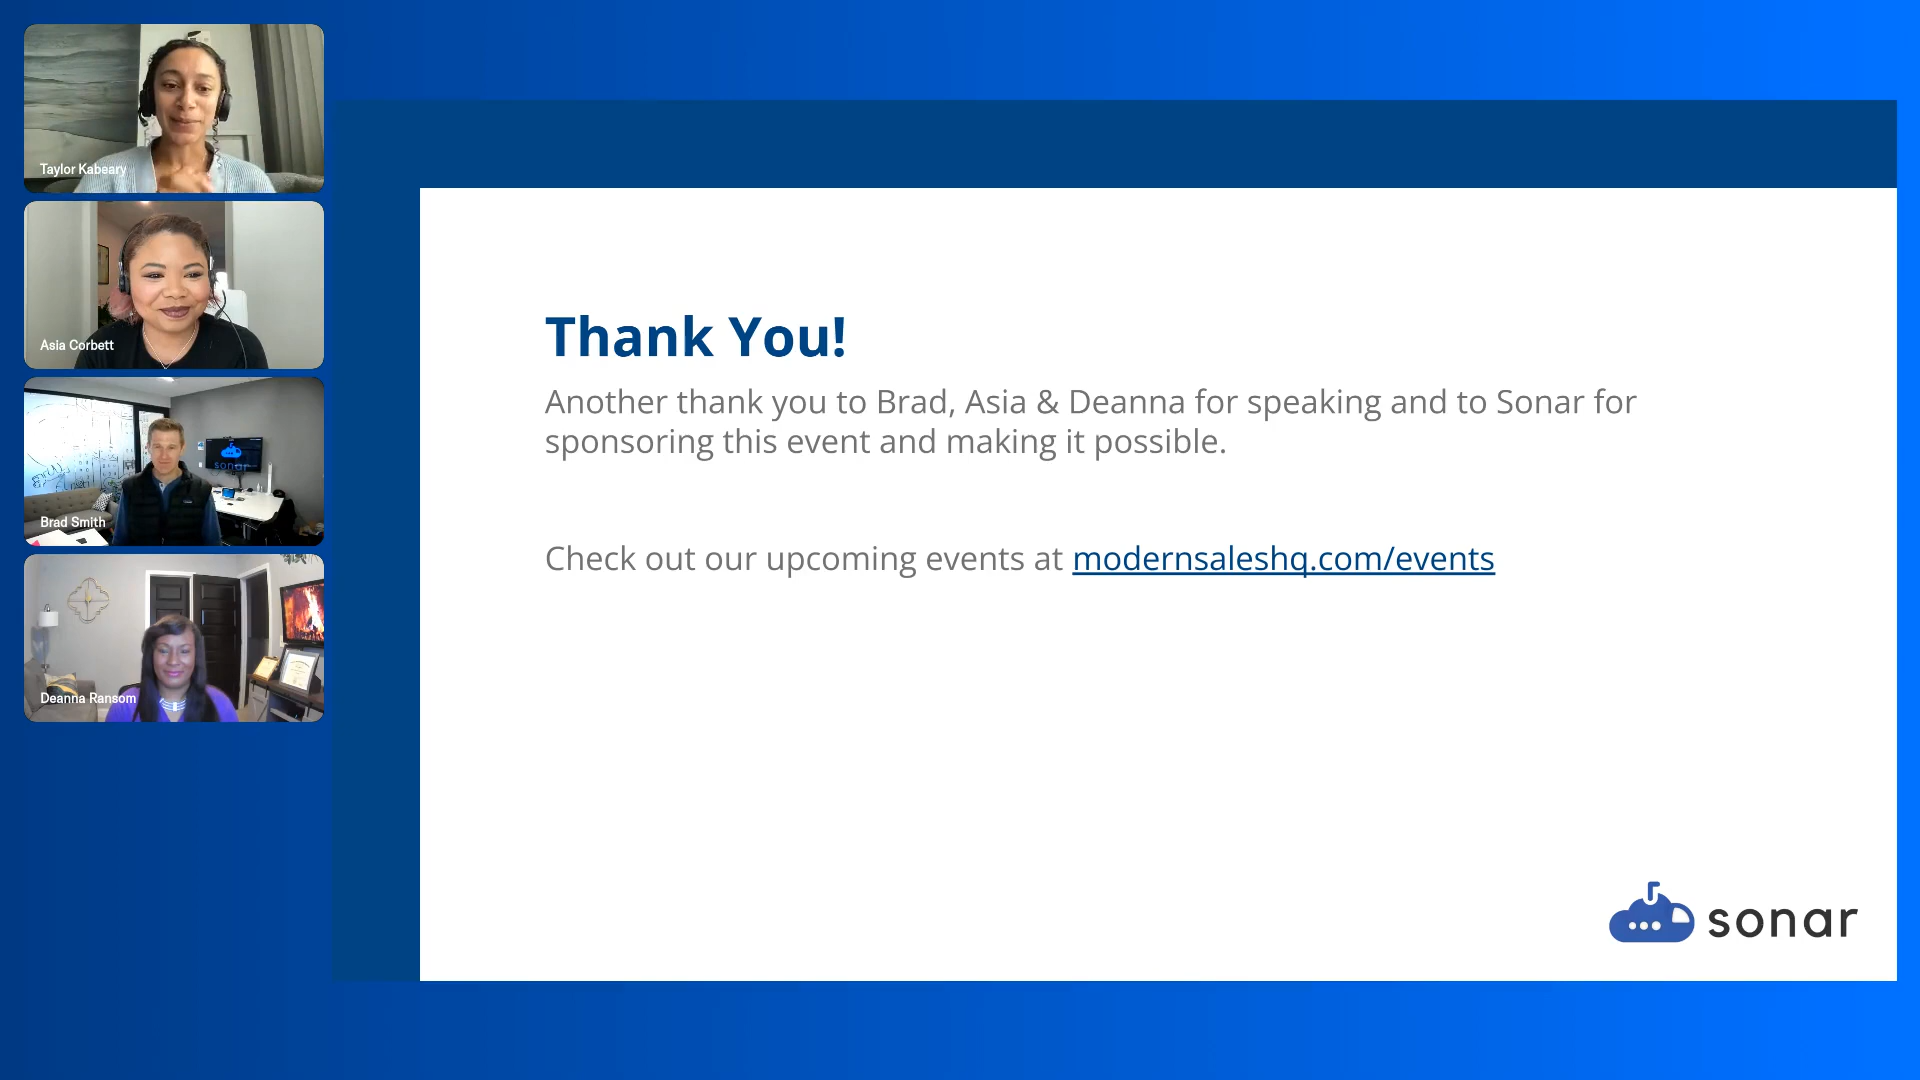 Taylor Kabeary
Asia Corbett
Brad Smith
sonar
Deanna Ransom
Thank You!
Another thank you to Brad, Asia & Deanna for speaking and to Sonar for
sponsoring this event and making it possible.
Check out our upcoming events at modernsaleshq.com/events
sonar